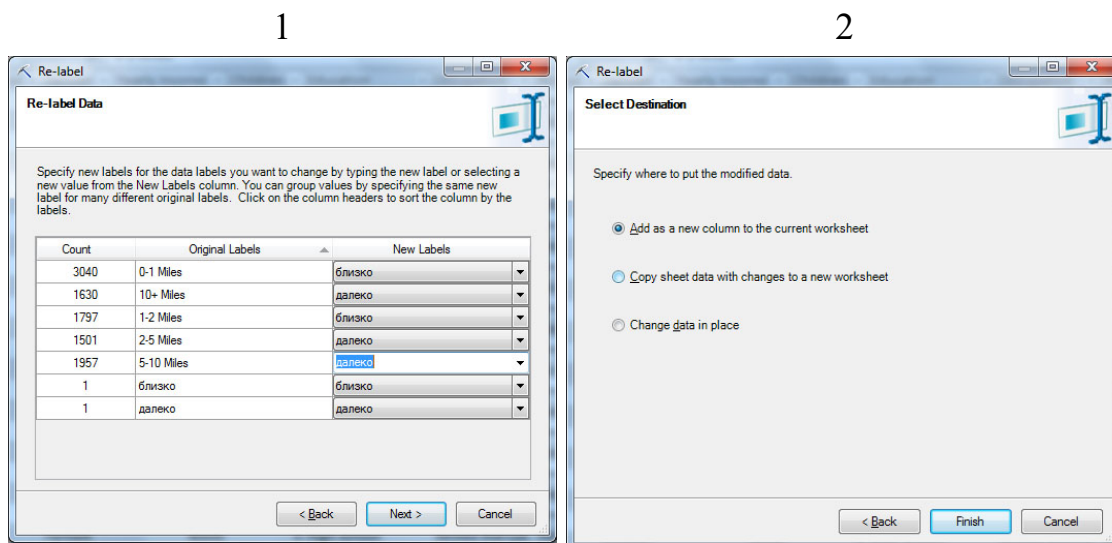 1
2
Re-label
Re-label Data
Specify new labels for the data labels you want to change by typing the new label or selecting a
new value from the New Labels column. You can group values by specifying the same new
label for many different original labels. Click on the column headers to sort the column by the
labels.
Count Original Labels New Labels
3040 0-1 Miles близко
1630 10+ Miles далеко
1797 1-2 Miles близко
1501 2-5 Miles далеко
1957 5-10 Miles далеко
1 близко близко
1 далеко далеко
< Back Next > Cancel
Re-label
Select Destination
Specify where to put the modified data.
Add as a new column to the current worksheet
Copy sheet data with changes to a new worksheet
Change data in place
< Back Finish Cancel